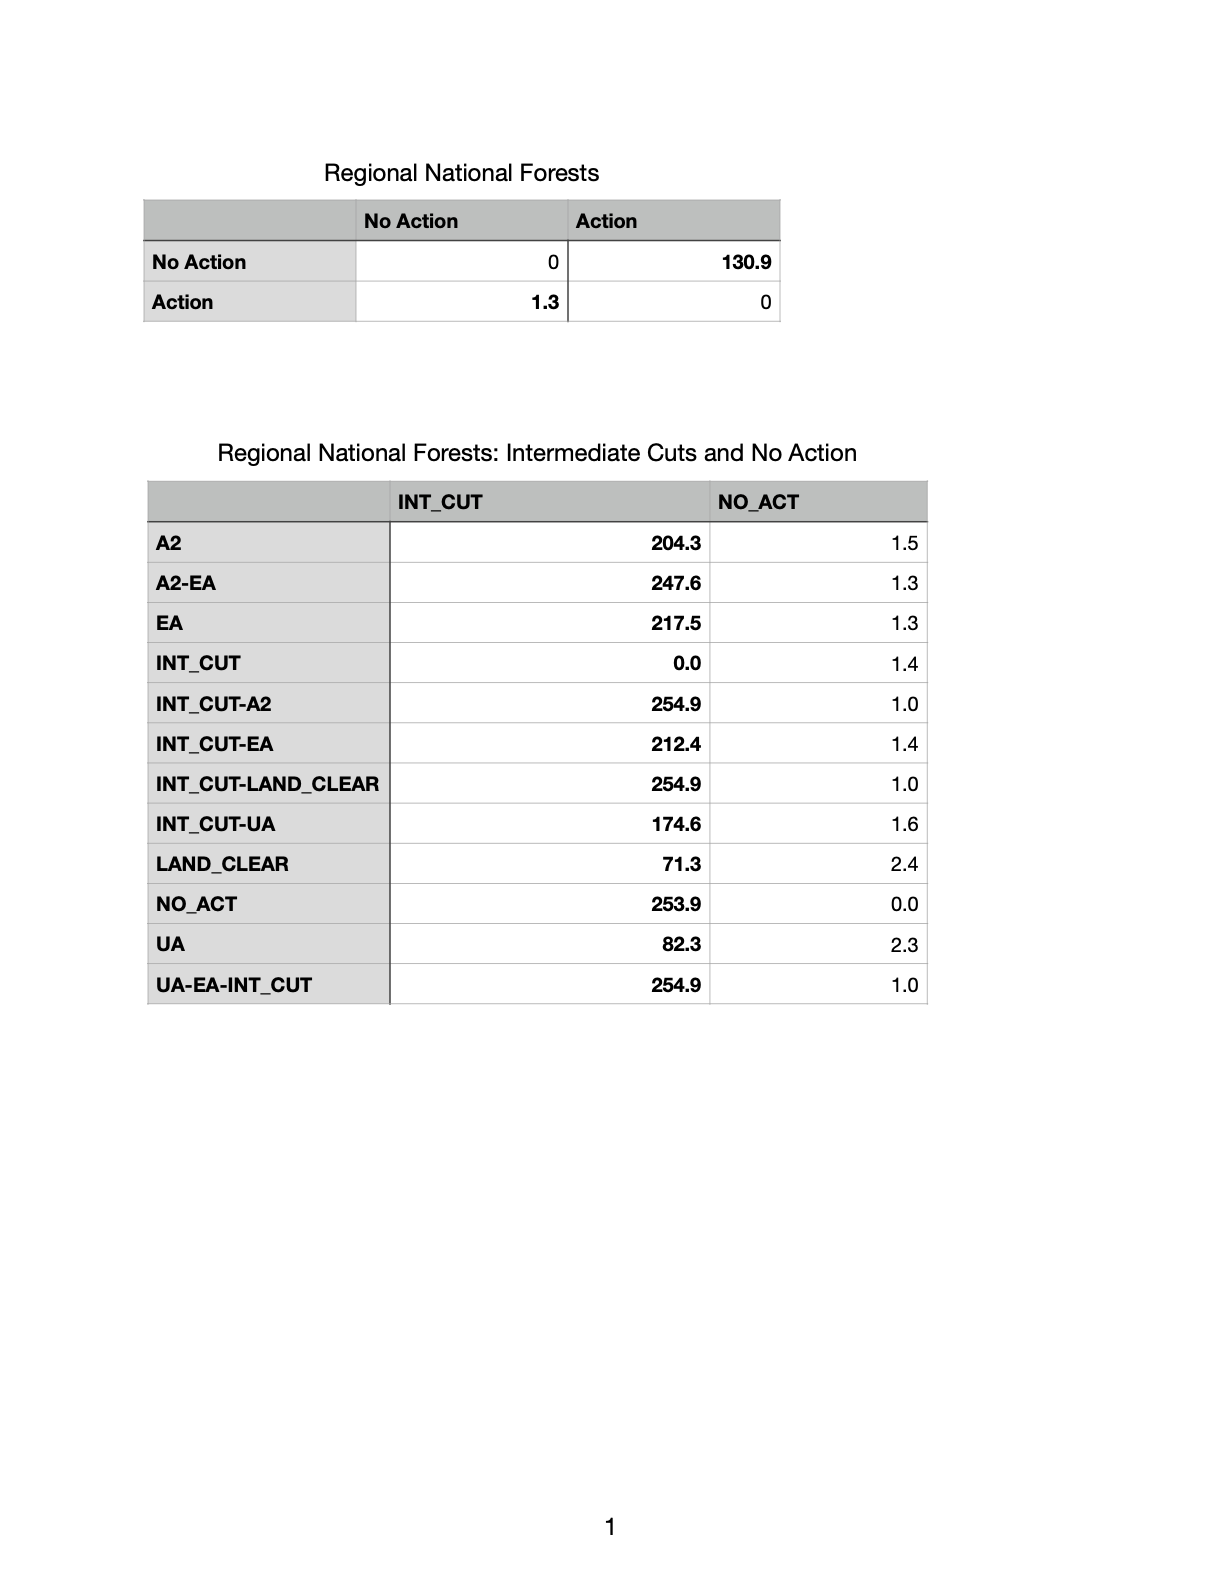 Regional National Forests
No Action Action
No Action 0 130.9
Action 1.3 0
Regional National Forests: Intermediate Cuts and No Action
INT_CUT NO_ACT
A2 204.3 1.5
A2-EA 247.6 1.3
EA 217.5 1.3
INT_CUT 0.0 1.4
INT_CUT-A2 254.9 1.0
INT_CUT-EA 212.4 1.4
INT_CUT-LAND_CLEAR 254.9 1.0
INT_CUT-UA 174.6 1.6
LAND_CLEAR 71.3 2.4
NO_ACT 253.9 0.0
UA 82.3 2.3
UA-EA-INT_CUT 254.9 1.0
1